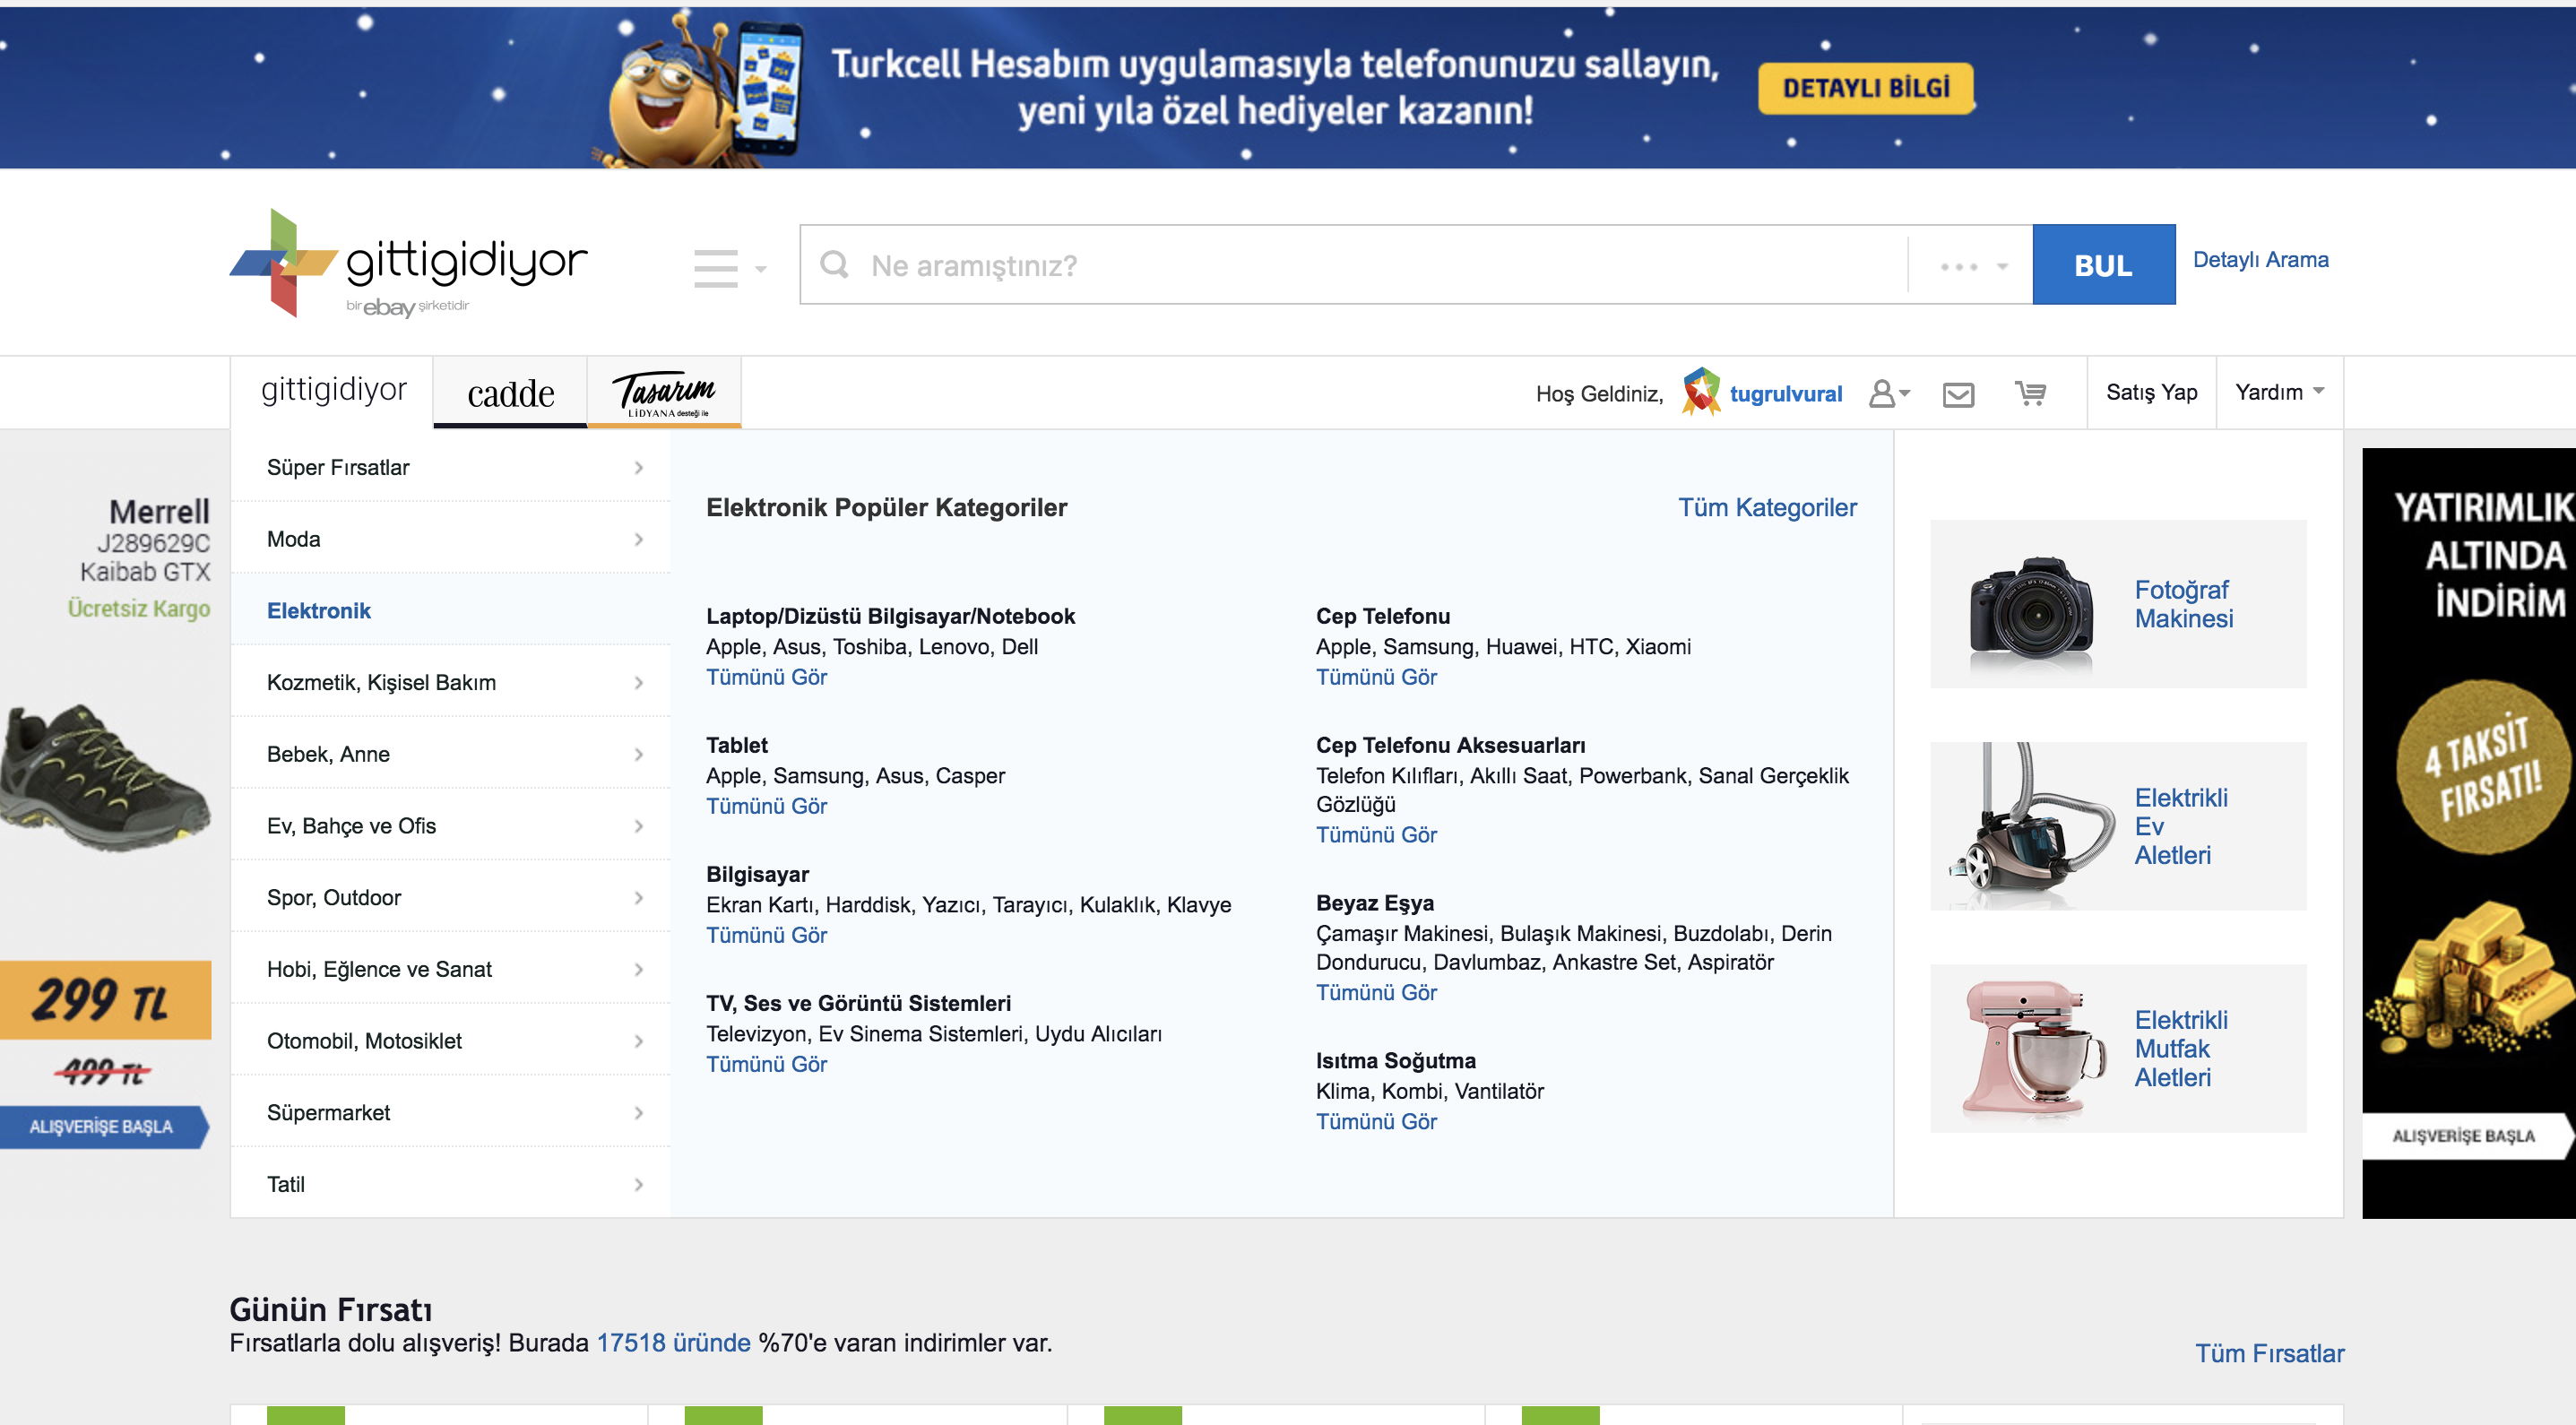 Turkcell Hesabım uygulamasıyla telefonunuzu sallayın,
yeni yıla özel hediyeler kazanın!
DETAYLI BİLGİ
gittigidiyor
bir ebay şirketidir
Ne aramıştınız?
BUL
Detaylı Arama
gittigidiyor
cadde
Tasarım
LİDYANA desteği ile
Hoş Geldiniz,
tugrulvural
Satış Yap
Yardım
Merrell
J289629C
Kaibab GTX
Ücretsiz Kargo
299 TL
499 TL
ALIŞVERİŞE BAŞLA
Süper Fırsatlar
Moda
Elektronik
Kozmetik, Kişisel Bakım
Bebek, Anne
Ev, Bahçe ve Ofis
Spor, Outdoor
Hobi, Eğlence ve Sanat
Otomobil, Motosiklet
Süpermarket
Tatil
Elektronik Popüler Kategoriler
Tüm Kategoriler
Laptop/Dizüstü Bilgisayar/Notebook
Apple, Asus, Toshiba, Lenovo, Dell
Tümünü Gör
Tablet
Apple, Samsung, Asus, Casper
Tümünü Gör
Bilgisayar
Ekran Kartı, Harddisk, Yazıcı, Tarayıcı, Kulaklık, Klavye
Tümünü Gör
TV, Ses ve Görüntü Sistemleri
Televizyon, Ev Sinema Sistemleri, Uydu Alıcıları
Tümünü Gör
Cep Telefonu
Apple, Samsung, Huawei, HTC, Xiaomi
Tümünü Gör
Cep Telefonu Aksesuarları
Telefon Kılıfları, Akıllı Saat, Powerbank, Sanal Gerçeklik
Gözlüğü
Tümünü Gör
Beyaz Eşya
Çamaşır Makinesi, Bulaşık Makinesi, Buzdolabı, Derin
Dondurucu, Davlumbaz, Ankastre Set, Aspiratör
Tümünü Gör
Isıtma Soğutma
Klima, Kombi, Vantilatör
Tümünü Gör
Fotoğraf
Makinesi
Elektrikli
Ev
Aletleri
Elektrikli
Mutfak
Aletleri
YATIRIMLIK
ALTINDA
İNDİRİM
4 TAKSİT
FIRSATI!
ALIŞVERİŞE BAŞLA
Günün Fırsatı
Fırsatlarla dolu alışveriş! Burada 17518 üründe %70'e varan indirimler var.
Tüm Fırsatlar